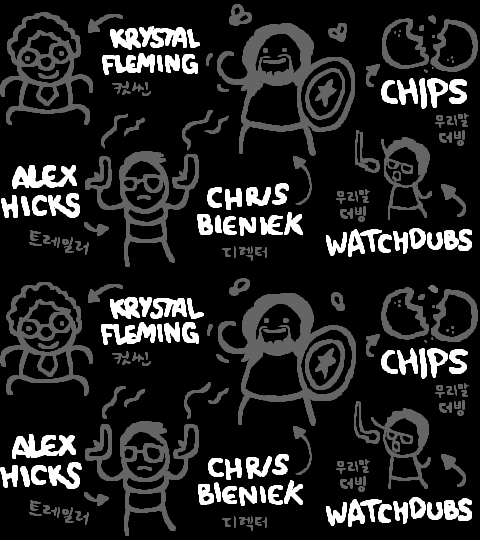 KRYSTAL
FLEMING
컷씬
CHIPS
우리말
더빙
ALEX
HICKS
트레일러
CHRIS
BIENIEK
디렉터
우리말
더빙
WATCHDUBS
KRYSTAL
FLEMING
컷씬
CHIPS
우리말
더빙
ALEX
HICKS
트레일러
CHRIS
BIENIEK
디렉터
우리말
더빙
WATCHDUBS